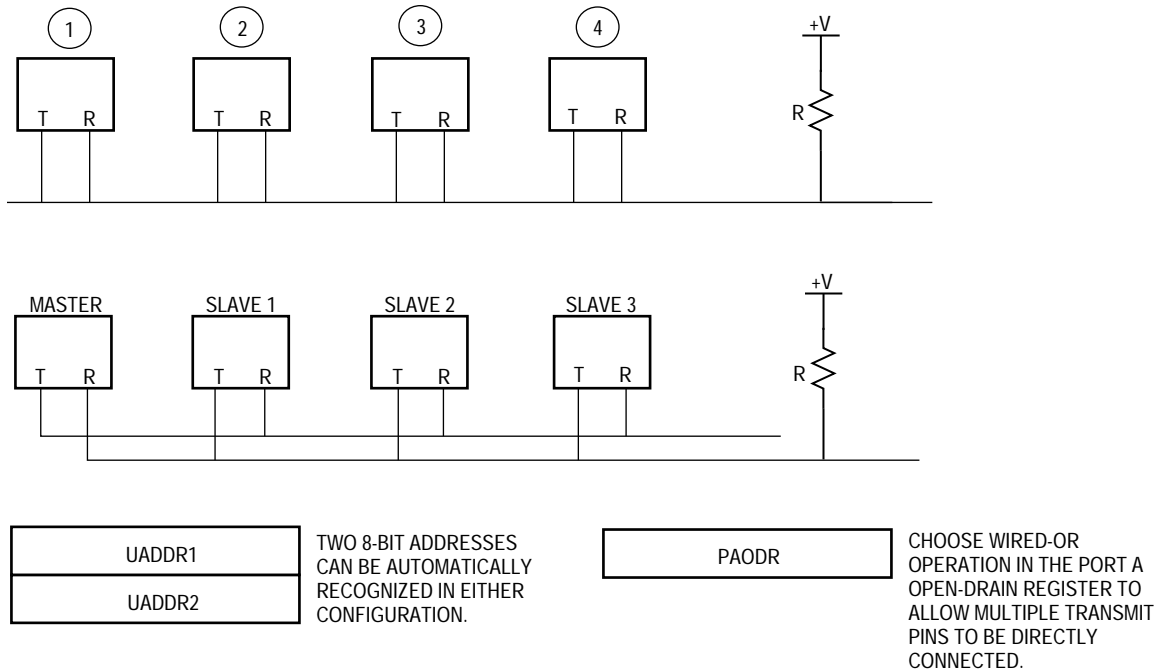 1 2 3 4
+V
T R T R T R T R
R
+V
MASTER SLAVE 1 SLAVE 2 SLAVE 3
R
T R T R T R T R
UADDR1
UADDR2
TWO 8-BIT ADDRESSES
CAN BE AUTOMATICALLY
RECOGNIZED IN EITHER
CONFIGURATION.
PAODR
CHOOSE WIRED-OR
OPERATION IN THE PORT A
OPEN-DRAIN REGISTER TO
ALLOW MULTIPLE TRANSMIT
PINS TO BE DIRECTLY
CONNECTED.